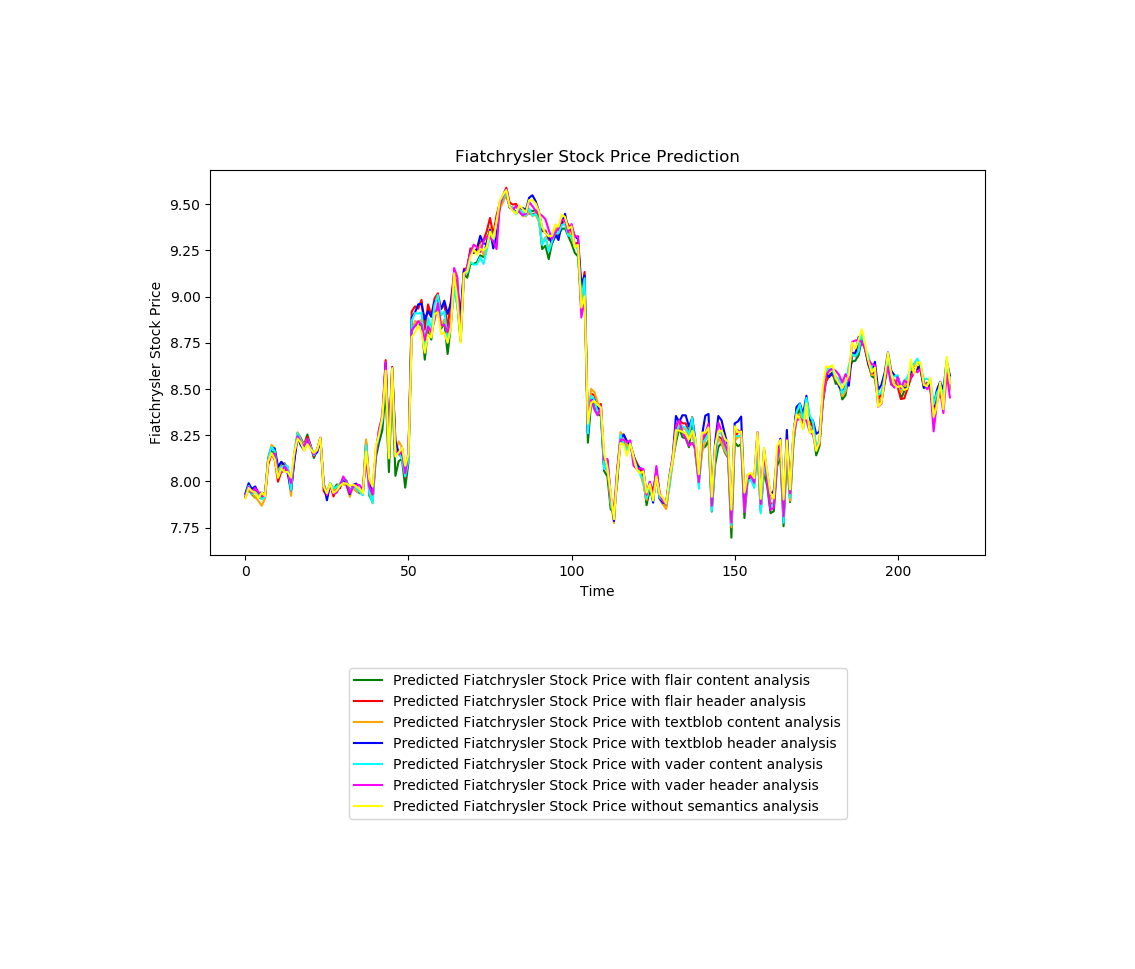 Fiatchrysler Stock Price Prediction
9.50
9.25
9.00
8.75
8.50
8.25
8.00
7.75
Fiatchrysler Stock Price
0 50 100 150 200
Time
Predicted Fiatchrysler Stock Price with flair content analysis
Predicted Fiatchrysler Stock Price with flair header analysis
Predicted Fiatchrysler Stock Price with textblob content analysis
Predicted Fiatchrysler Stock Price with textblob header analysis
Predicted Fiatchrysler Stock Price with vader content analysis
Predicted Fiatchrysler Stock Price with vader header analysis
Predicted Fiatchrysler Stock Price without semantics analysis